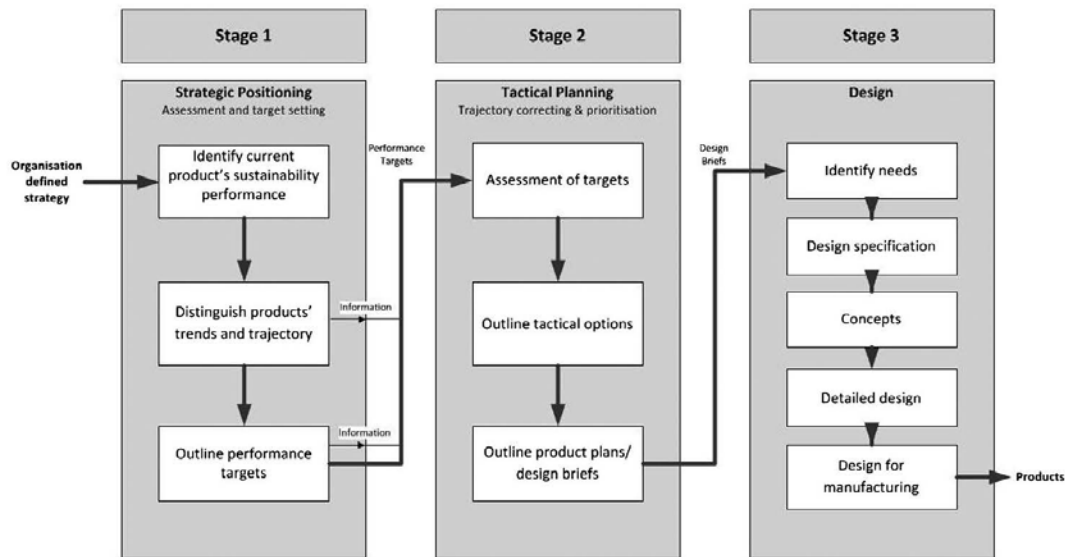 Stage 1
Stage 2
Stage 3
Strategic Positioning
Assessment and target setting
Tactical Planning
Trajectory correcting & prioritisation
Design
Organisation
defined
strategy
Identify current
product's sustainability
performance
Distinguish products'
trends and trajectory
Outline performance
targets
Information
Information
Performance
Targets
Assessment of targets
Outline tactical options
Outline product plans/
design briefs
Design
Briefs
Identify needs
Design specification
Concepts
Detailed design
Design for
manufacturing
Products